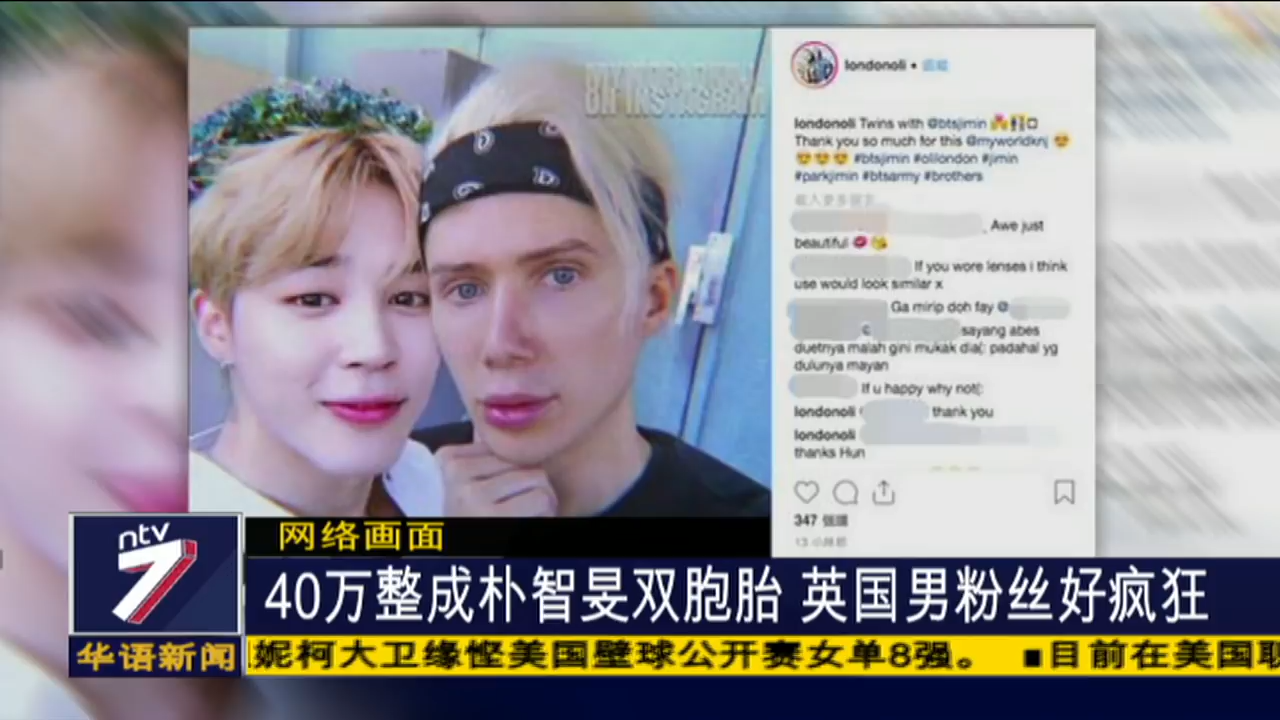 londonoli •
londonoli Twins with @btsjimin
Thank you so much for this @myworldknj
#btsjimin #olilondon #jimin
#parkjimin #btsarmy #brothers
Awe just
beautiful
If you wore lenses i think
use would look similar x
Ga mirip doh fay @
sayang abes
duetnya malah gini mukak dia(: padahal yg
dulunya mayan
If u happy why not(:
londonoli thank you
londonoli
thanks Hun
347
ntv
7
网络画面
40万整成朴智旻双胞胎 英国男粉丝好疯狂
华语新闻
妮柯大卫缘悭美国壁球公开赛女单8强。 ■目前在美国